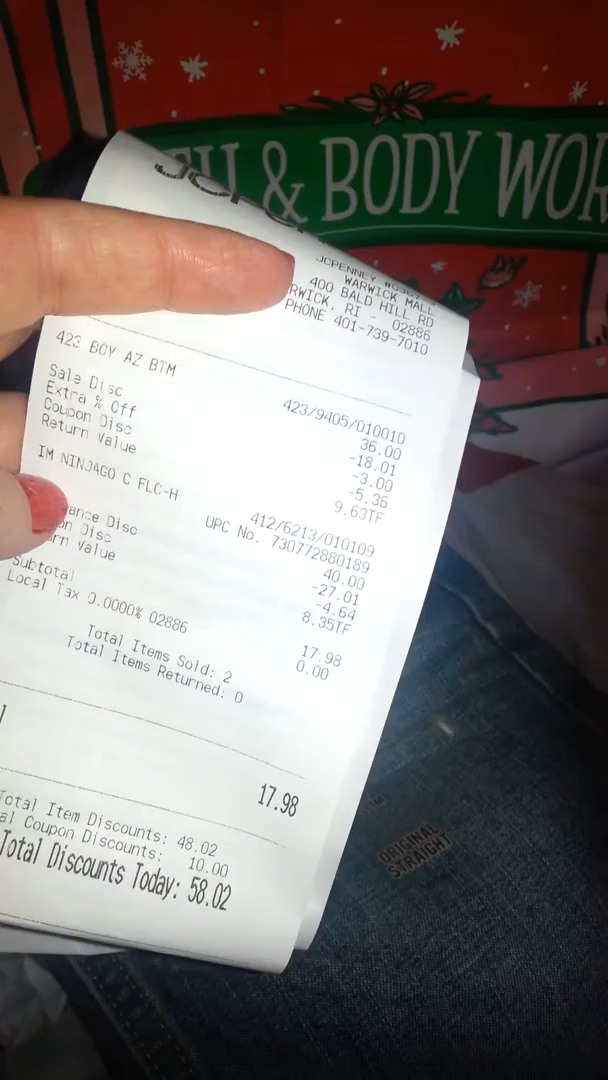 & BODY WOR
JCPENNEY
WARWICK MALL
400 BALD HILL RD
RWICK, RI - 02886
PHONE 401-739-7010
423 BOY AZ BTM
423/9405/010010
36.00
Sale Disc -18.01
Extra % Off -3.00
Coupon Disc -5.36
Return Value 9.63TF
IM NINJAGO C FLC-H
412/6213/010109
UPC No. 730772880189
40.00
ance Disc -27.01
on Disc -4.64
rn Value 8.35TF
Subtotal 17.98
Local Tax 0.0000% 02886 0.00
Total Items Sold: 2
Total Items Returned: 0
17.98
Total Item Discounts: 48.02
al Coupon Discounts: 10.00
Total Discounts Today: 58.02
ORIGINAL
STRAIGHT